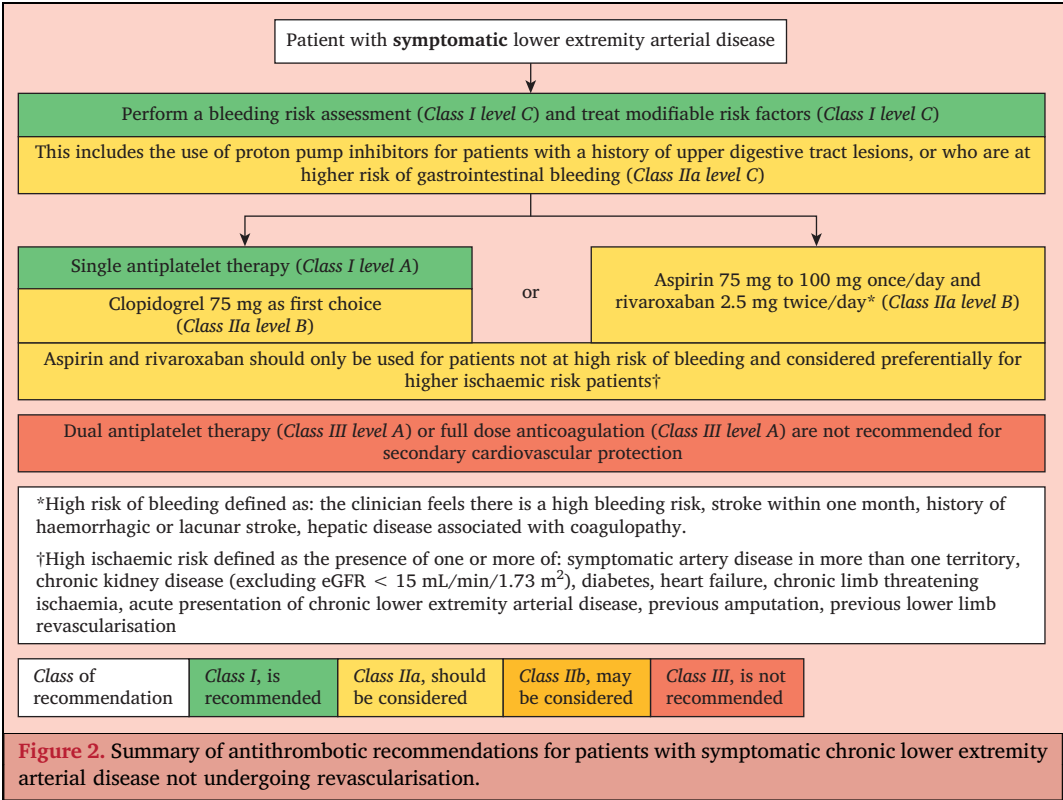 Patient with symptomatic lower extremity arterial disease
Perform a bleeding risk assessment (Class I level C) and treat modifiable risk factors (Class I level C)
This includes the use of proton pump inhibitors for patients with a history of upper digestive tract lesions, or who are at
higher risk of gastrointestinal bleeding (Class IIa level C)
Single antiplatelet therapy (Class I level A)
Clopidogrel 75 mg as first choice
(Class IIa level B)
or
Aspirin 75 mg to 100 mg once/day and
rivaroxaban 2.5 mg twice/day* (Class IIa level B)
Aspirin and rivaroxaban should only be used for patients not at high risk of bleeding and considered preferentially for
higher ischaemic risk patients†
Dual antiplatelet therapy (Class III level A) or full dose anticoagulation (Class III level A) are not recommended for
secondary cardiovascular protection
*High risk of bleeding defined as: the clinician feels there is a high bleeding risk, stroke within one month, history of
haemorrhagic or lacunar stroke, hepatic disease associated with coagulopathy.
†High ischaemic risk defined as the presence of one or more of: symptomatic artery disease in more than one territory,
chronic kidney disease (excluding eGFR < 15 mL/min/1.73 m²), diabetes, heart failure, chronic limb threatening
ischaemia, acute presentation of chronic lower extremity arterial disease, previous amputation, previous lower limb
revascularisation
Class of
recommendation
Class I, is
recommended
Class IIa, should
be considered
Class IIb, may
be considered
Class III, is not
recommended
Figure 2. Summary of antithrombotic recommendations for patients with symptomatic chronic lower extremity
arterial disease not undergoing revascularisation.